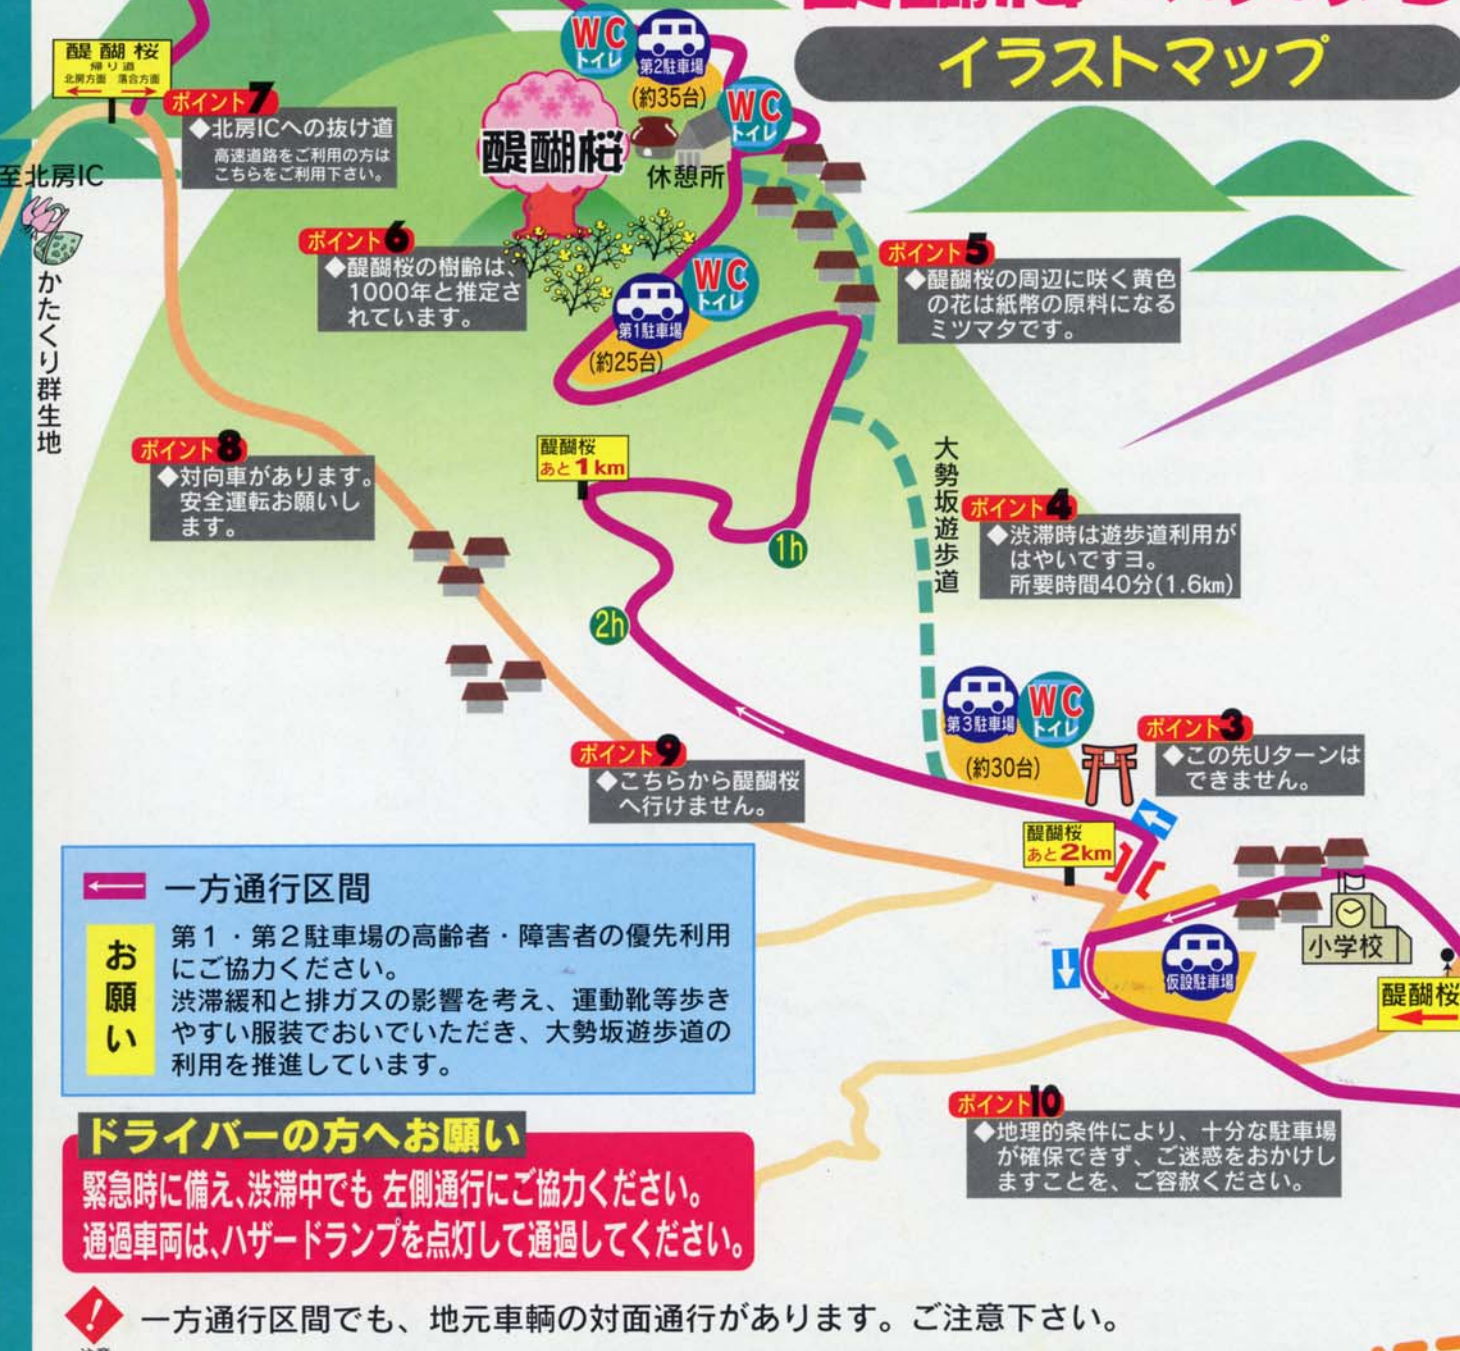 イラストマップ
醍醐桜
帰り道
北房方面 落合方面
ポイント7
◆北房ICへの抜け道
高速道路をご利用の方は
こちらをご利用下さい。
至北房IC
かたくり群生地
WC
トイレ
第2駐車場
(約35台)
WC
トイレ
醍醐桜
休憩所
ポイント6
◆醍醐桜の樹齢は、
1000年と推定さ
れています。
WC
トイレ
第1駐車場
(約25台)
ポイント5
◆醍醐桜の周辺に咲く黄色
の花は紙幣の原料になる
ミツマタです。
ポイント8
◆対向車があります。
安全運転お願いし
ます。
醍醐桜
あと1km
1h
2h
大勢坂遊歩道
ポイント4
◆渋滞時は遊歩道利用が
はやいですヨ。
所要時間40分(1.6km)
第3駐車場
WC
トイレ
(約30台)
ポイント3
◆この先Uターンは
できません。
ポイント9
◆こちらから醍醐桜
へ行けません。
醍醐桜
あと2km
小学校
仮設駐車場
醍醐桜
一方通行区間
お願い
第1・第2駐車場の高齢者・障害者の優先利用
にご協力ください。
渋滞緩和と排ガスの影響を考え、運動靴等歩き
やすい服装でおいでいただき、大勢坂遊歩道の
利用を推進しています。
ポイント10
◆地理的条件により、十分な駐車場
が確保できず、ご迷惑をおかけし
ますことを、ご容赦ください。
ドライバーの方へお願い
緊急時に備え、渋滞中でも 左側通行にご協力ください。
通過車両は、ハザードランプを点灯して通過してください。
! 一方通行区間でも、地元車輌の対面通行があります。ご注意下さい。